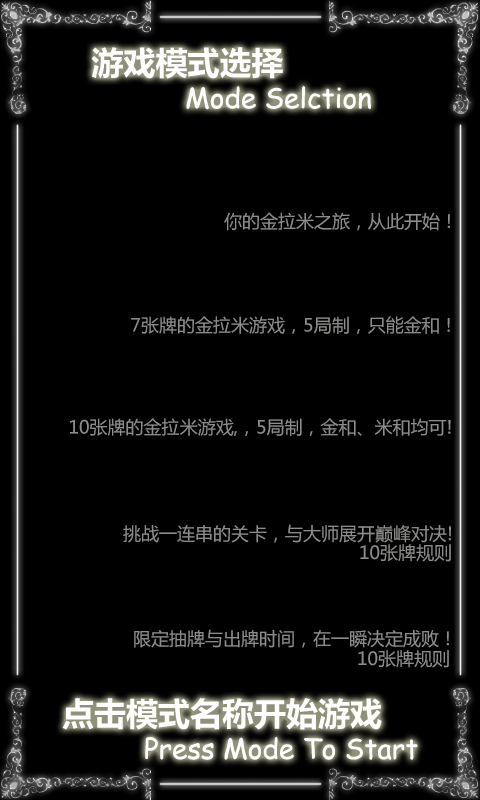 游戏模式选择
Mode Selction
你的金拉米之旅，从此开始！
7张牌的金拉米游戏，5局制，只能金和！
10张牌的金拉米游戏,，5局制，金和、米和均可!
挑战一连串的关卡，与大师展开巅峰对决!
10张牌规则
限定抽牌与出牌时间，在一瞬决定成败！
10张牌规则
点击模式名称开始游戏
Press Mode To Start